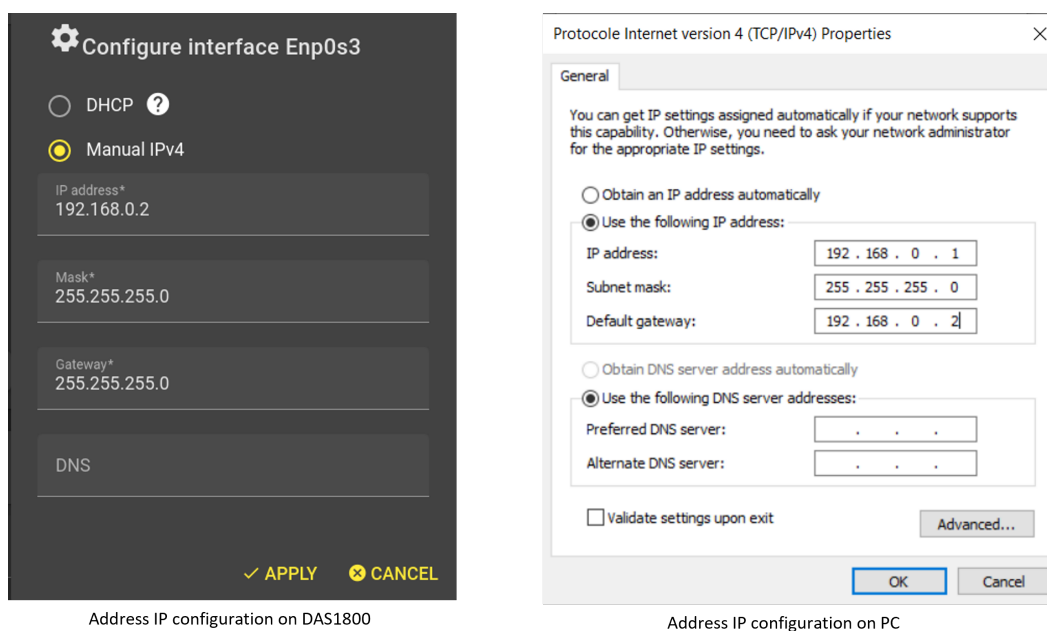 Configure interface Enp0s3
DHCP ?
Manual IPv4
IP address*
192.168.0.2
Mask*
255.255.255.0
Gateway*
255.255.255.0
DNS
APPLY CANCEL
Address IP configuration on DAS1800
Protocole Internet version 4 (TCP/IPv4) Properties
General
You can get IP settings assigned automatically if your network supports
this capability. Otherwise, you need to ask your network administrator
for the appropriate IP settings.
Obtain an IP address automatically
Use the following IP address:
IP address: 192 . 168 . 0 . 1
Subnet mask: 255 . 255 . 255 . 0
Default gateway: 192 . 168 . 0 . 2
Obtain DNS server address automatically
Use the following DNS server addresses:
Preferred DNS server: . . .
Alternate DNS server: . . .
Validate settings upon exit
Advanced...
OK Cancel
Address IP configuration on PC